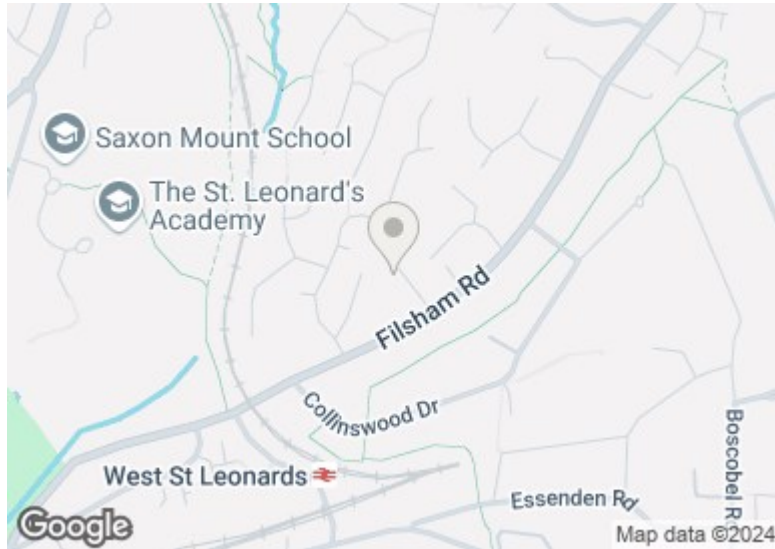 Saxon Mount School
The St. Leonard's
Academy
Filsham Rd
Collinswood Dr
West St Leonards
Boscobel R
Essenden Rd
Google
Map data ©2024